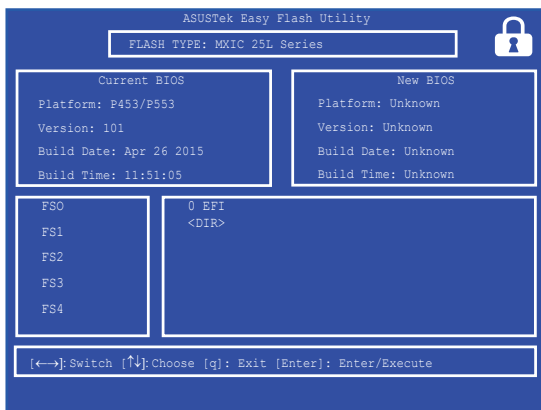 ASUSTek Easy Flash Utility
FLASH TYPE: MXIC 25L Series
Current BIOS
Platform: P453/P553
Version: 101
Build Date: Apr 26 2015
Build Time: 11:51:05
New BIOS
Platform: Unknown
Version: Unknown
Build Date: Unknown
Build Time: Unknown
FSO
FS1
FS2
FS3
FS4
0 EFI
<DIR>
[←→]: Switch [↑↓]: Choose [q]: Exit [Enter]: Enter/Execute